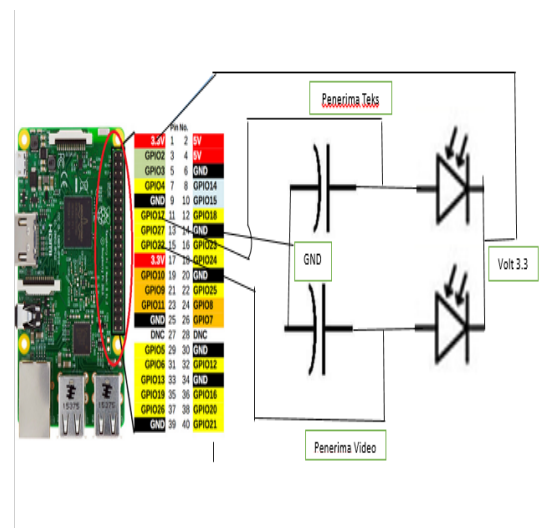 Penerima Teks
Pin No.
3.3V 1 2 5V
GPIO2 3 4 5V
GPIO3 5 6 GND
GPIO4 7 8 GPIO14
GND 9 10 GPIO15
GPIO17 11 12 GPIO18
GPIO27 13 14 GND
GPIO22 15 16 GPIO23
3.3V 17 18 GPIO24
GPIO10 19 20 GND
GPIO9 21 22 GPIO25
GPIO11 23 24 GPIO8
GND 25 26 GPIO7
DNC 27 28 DNC
GPIO5 29 30 GND
GPIO6 31 32 GPIO12
GPIO13 33 34 GND
GPIO19 35 36 GPIO16
GPIO26 37 38 GPIO20
GND 39 40 GPIO21
GND
Volt 3.3
Penerima Video
15375
15375